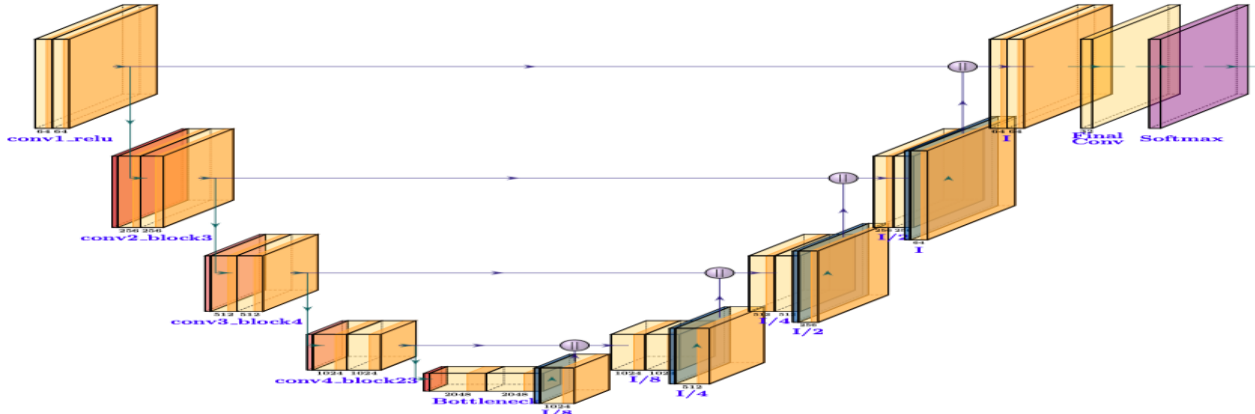 64 64
conv1_relu
256 256
conv2_block3
512 512
conv3_block4
1024 1024
conv4_block23
2048 2048
Bottleneck
1024
I/8
1024
I/8
512
I/4
512
I/4
256
I/2
256
I/2
64
I
64 64
I
Final
Conv
Softmax